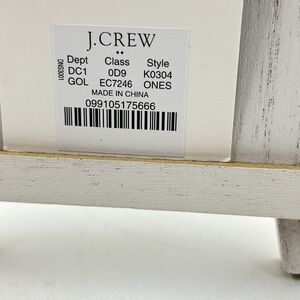 J.CREW
Dept Class Style
DC1 0D9 K0304
GOL EC7246 ONES
MADE IN CHINA
099105175666